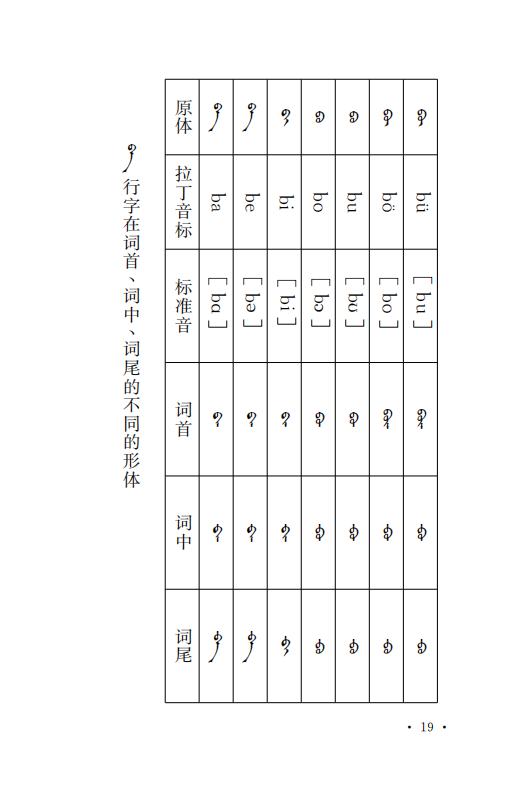 ᠪᠠ 行字在词首、词中、词尾的不同的形体
原体 拉丁音标 标准音 词首 词中 词尾
ᠪᠠ ba [bɑ] ᠪᠠ‍ ‍ᠪᠠ‍ ‍ᠪᠠ
ᠪᠡ be [bə] ᠪᠡ‍ ‍ᠪᠡ‍ ‍ᠪᠡ
ᠪᠢ bi [bi] ᠪᠢ‍ ‍ᠪᠢ‍ ‍ᠪᠢ
ᠪᠣ bo [bɔ] ᠪᠣ‍ ‍ᠪᠣ‍ ‍ᠪᠣ
ᠪᠤ bu [bʊ] ᠪᠤ‍ ‍ᠪᠤ‍ ‍ᠪᠤ
ᠪᠥ bö [bo] ᠪᠥ‍ ‍ᠪᠥ‍ ‍ᠪᠥ
ᠪᠦ bü [bu] ᠪᠦ‍ ‍ᠪᠦ‍ ‍ᠪᠦ
• 19 •